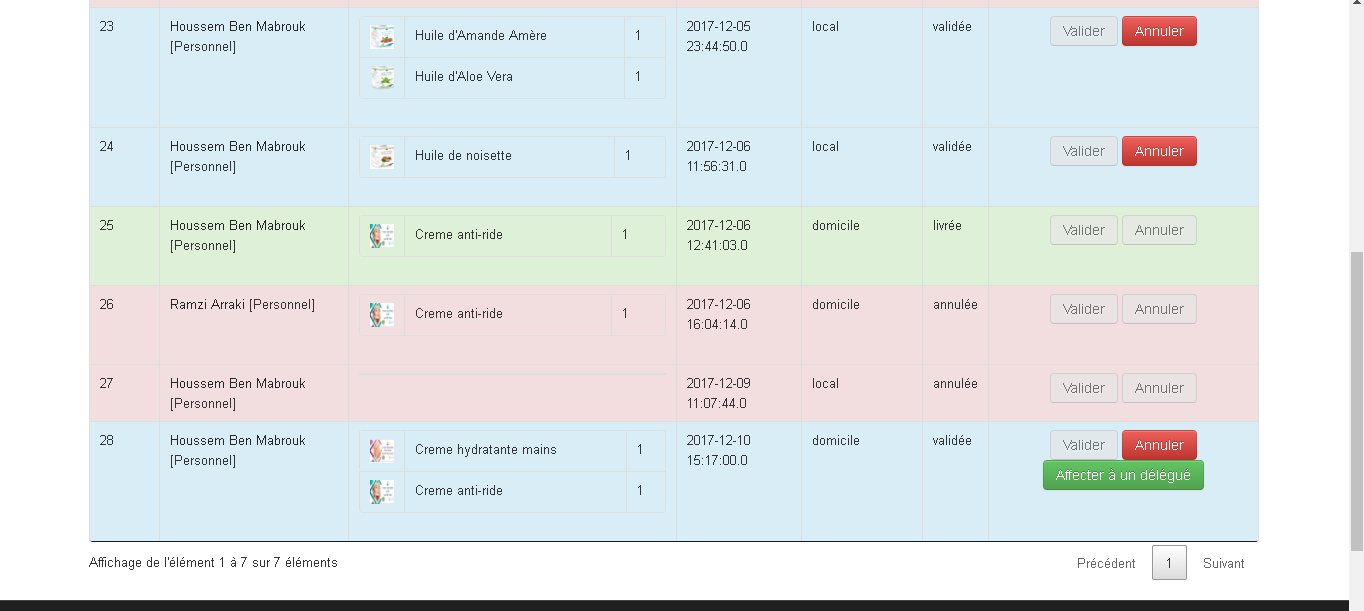 23 Houssem Ben Mabrouk Huile d'Amande Amère 1 2017-12-05 local validée Valider Annuler
[Personnel] 23:44:50.0
Huile d'Aloe Vera 1
24 Houssem Ben Mabrouk Huile de noisette 1 2017-12-06 local validée Valider Annuler
[Personnel] 11:56:31.0
25 Houssem Ben Mabrouk Creme anti-ride 1 2017-12-06 domicile livrée Valider Annuler
[Personnel] 12:41:03.0
26 Ramzi Arraki [Personnel] Creme anti-ride 1 2017-12-06 domicile annulée Valider Annuler
16:04:14.0
27 Houssem Ben Mabrouk 2017-12-09 local annulée Valider Annuler
[Personnel] 11:07:44.0
28 Houssem Ben Mabrouk Creme hydratante mains 1 2017-12-10 domicile validée Valider Annuler
[Personnel] 15:17:00.0
Affecter à un délégué
Creme anti-ride 1
Affichage de l'élément 1 à 7 sur 7 éléments Précédent 1 Suivant